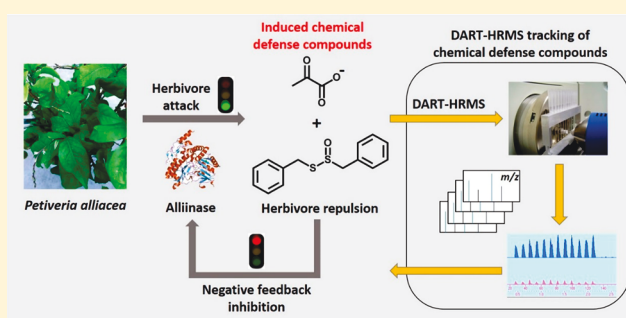 Induced chemical
defense compounds
DART-HRMS tracking of
chemical defense compounds
Herbivore
attack
O
O
O-
DART-HRMS
+
O
S
S
m/z
Petiveria alliacea
Alliinase
Herbivore repulsion
Negative feedback
inhibition